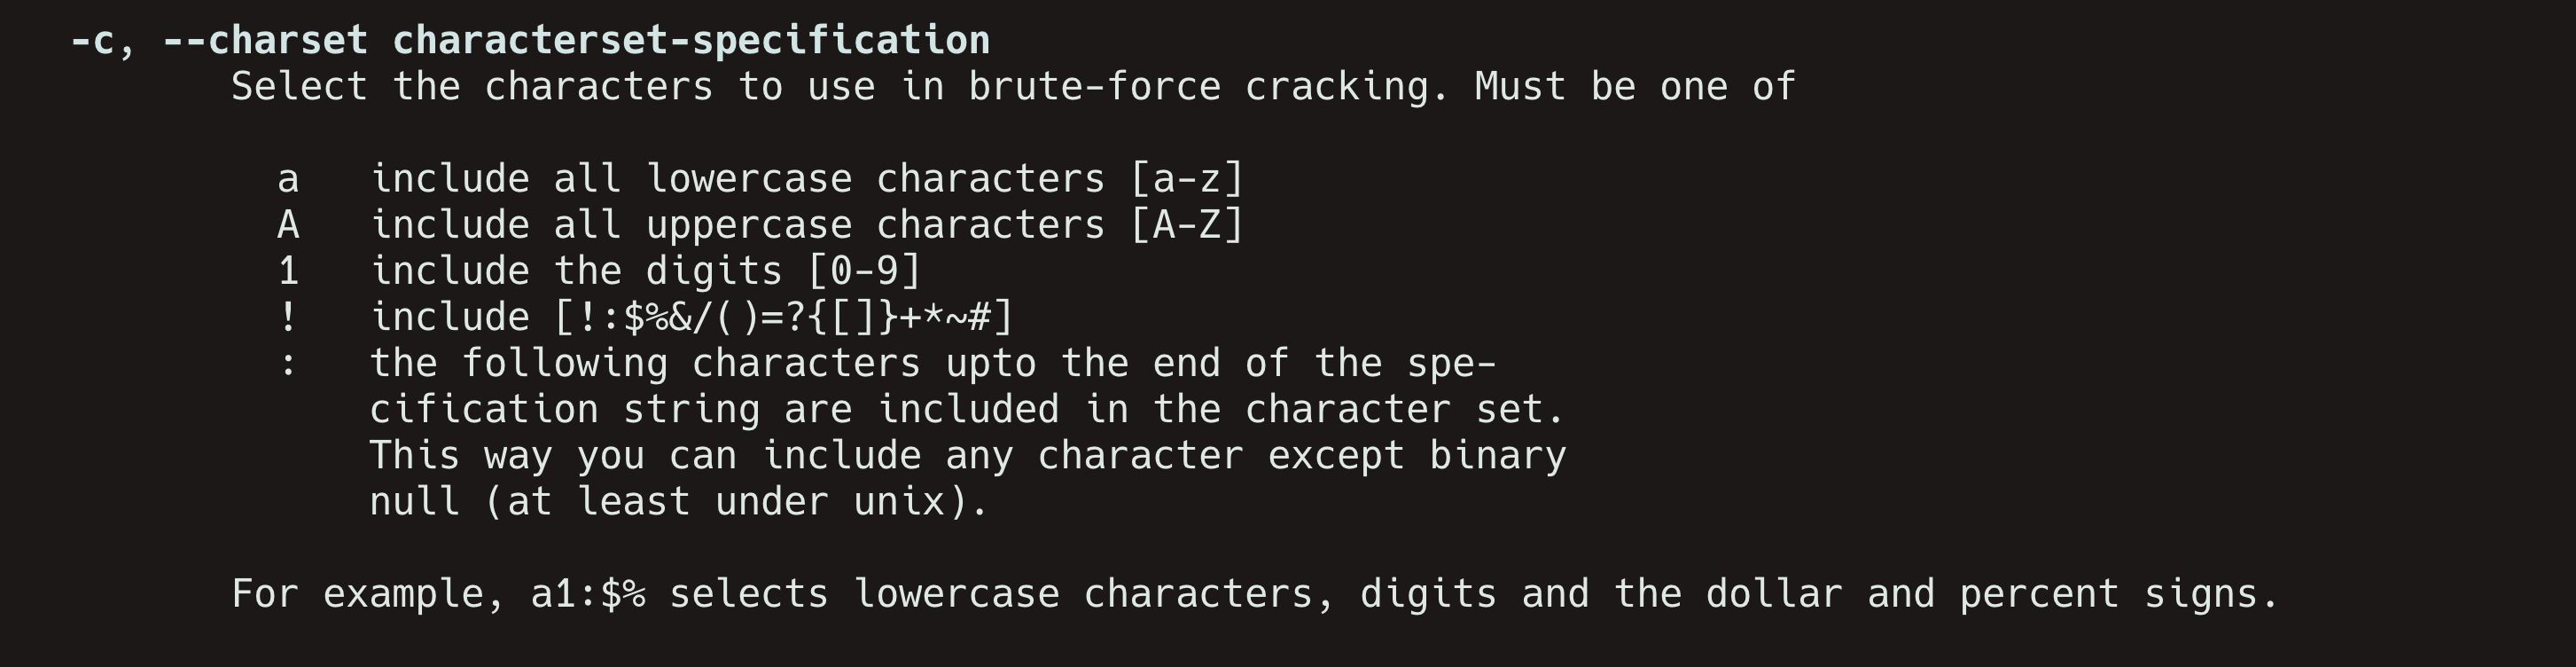 -c, --charset characterset-specification
Select the characters to use in brute-force cracking. Must be one of
a   include all lowercase characters [a-z]
A   include all uppercase characters [A-Z]
1   include the digits [0-9]
!   include [!:$%&/()=?{[]}+*~#]
:   the following characters upto the end of the spe-
cification string are included in the character set.
This way you can include any character except binary
null (at least under unix).
For example, a1:$% selects lowercase characters, digits and the dollar and percent signs.